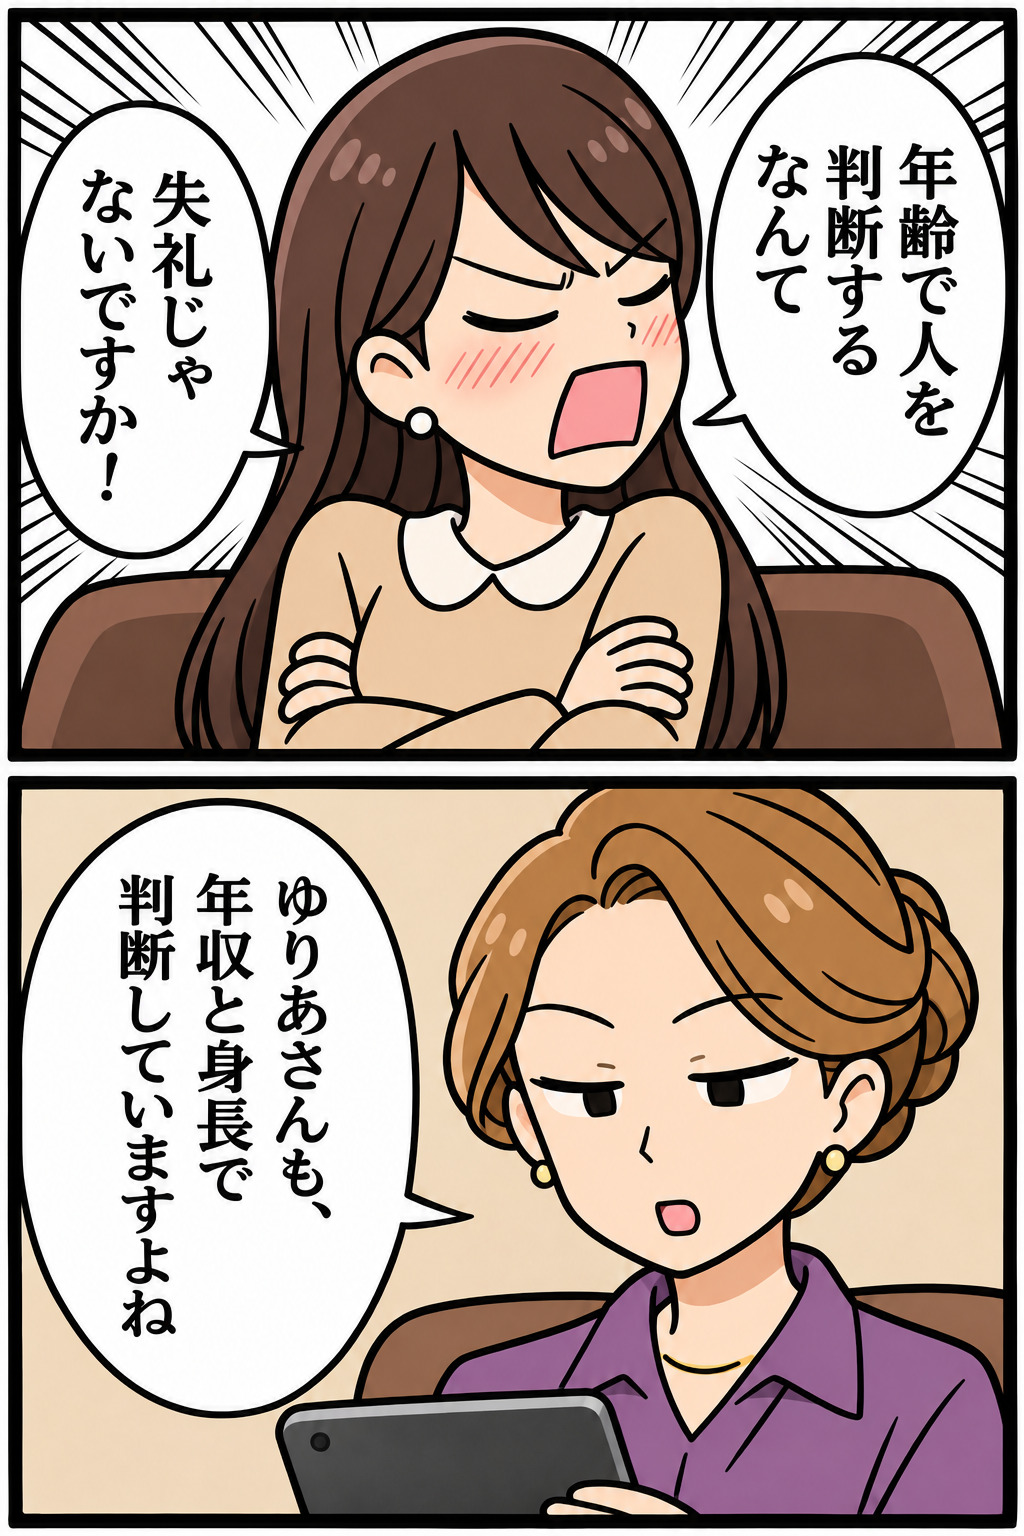 年齢で人を
判断する
なんて
失礼じゃ
ないですか！
ゆりあさんも、
年収と身長で
判断していますよね